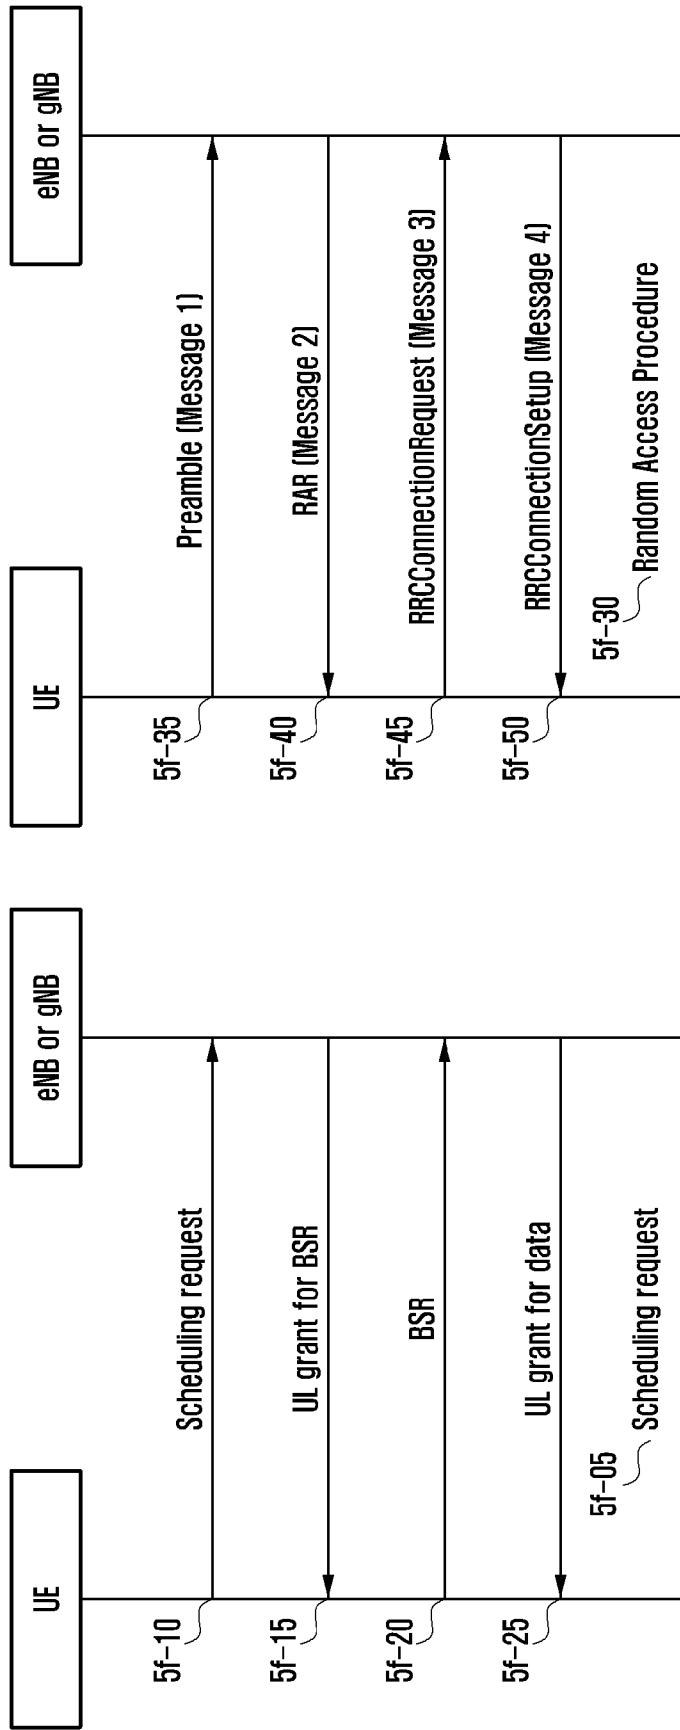 UE
eNB or gNB
5f-10
Scheduling request
5f-15
UL grant for BSR
5f-20
BSR
5f-25
UL grant for data
5f-05
Scheduling request
UE
eNB or gNB
5f-35
Preamble (Message 1)
5f-40
RAR (Message 2)
5f-45
RRCConnectionRequest (Message 3)
5f-50
RRCConnectionSetup (Message 4)
5f-30
Random Access Procedure